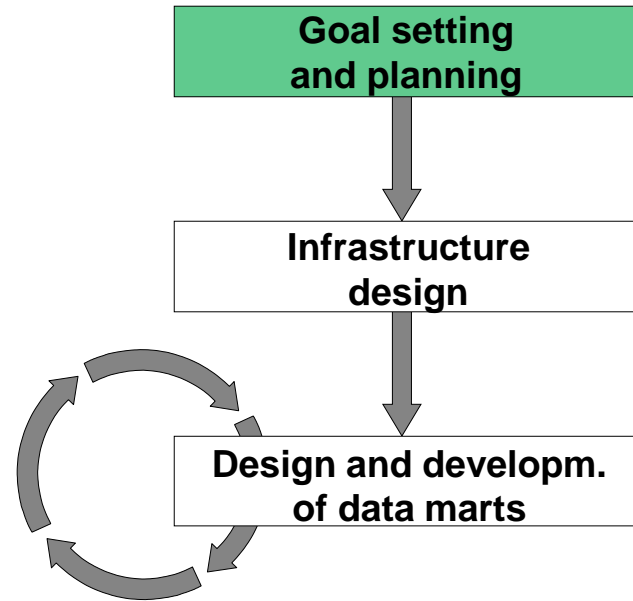 Goal setting
and planning
Infrastructure
design
Design and developm.
of data marts